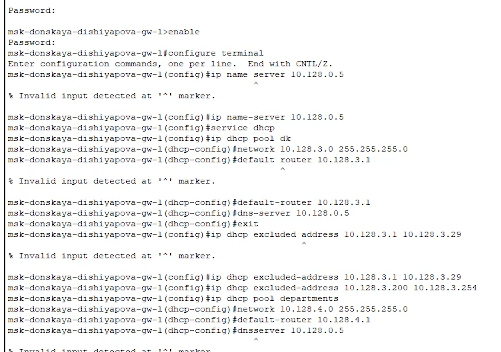 Password:
msk-donskaya-dishiyapova-gw-1>enable
Password:
msk-donskaya-dishiyapova-gw-1#configure terminal
Enter configuration commands, one per line.  End with CNTL/Z.
msk-donskaya-dishiyapova-gw-1(config)#ip name server 10.128.0.5
^
% Invalid input detected at '^' marker.
msk-donskaya-dishiyapova-gw-1(config)#ip name-server 10.128.0.5
msk-donskaya-dishiyapova-gw-1(config)#service dhcp
msk-donskaya-dishiyapova-gw-1(config)#ip dhcp pool dk
msk-donskaya-dishiyapova-gw-1(dhcp-config)#network 10.128.3.0 255.255.255.0
msk-donskaya-dishiyapova-gw-1(dhcp-config)#default router 10.128.3.1
^
% Invalid input detected at '^' marker.
msk-donskaya-dishiyapova-gw-1(dhcp-config)#default-router 10.128.3.1
msk-donskaya-dishiyapova-gw-1(dhcp-config)#dns-server 10.128.0.5
msk-donskaya-dishiyapova-gw-1(dhcp-config)#exit
msk-donskaya-dishiyapova-gw-1(config)#ip dhcp excluded address 10.128.3.1 10.128.3.29
^
% Invalid input detected at '^' marker.
msk-donskaya-dishiyapova-gw-1(config)#ip dhcp excluded-address 10.128.3.1 10.128.3.29
msk-donskaya-dishiyapova-gw-1(config)#ip dhcp excluded-address 10.128.3.200 10.128.3.254
msk-donskaya-dishiyapova-gw-1(config)#ip dhcp pool departments
msk-donskaya-dishiyapova-gw-1(dhcp-config)#network 10.128.4.0 255.255.255.0
msk-donskaya-dishiyapova-gw-1(dhcp-config)#default-router 10.128.4.1
msk-donskaya-dishiyapova-gw-1(dhcp-config)#dnsserver 10.128.0.5
^
% Invalid input detected at '^' marker.